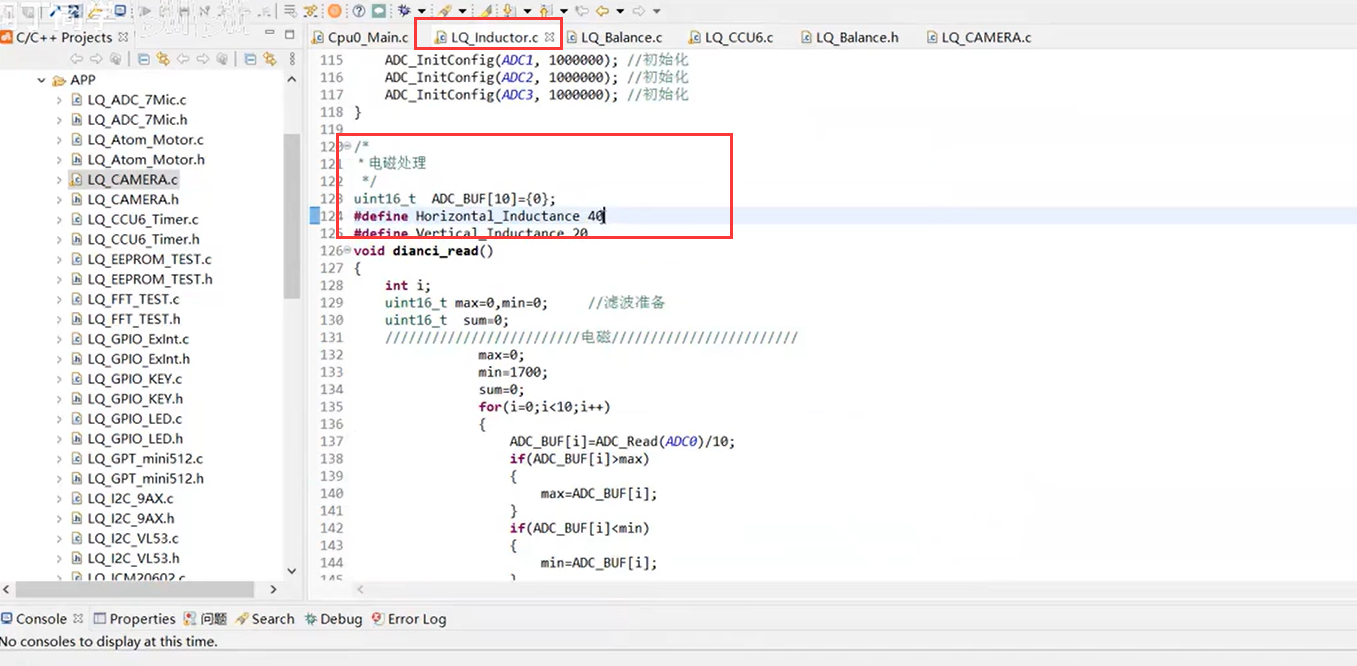 C/C++ Projects
Cpu0_Main.c
LQ_Inductor.c
LQ_Balance.c
LQ_CCU6.c
LQ_Balance.h
LQ_CAMERA.c
APP
LQ_ADC_7Mic.c
LQ_ADC_7Mic.h
LQ_Atom_Motor.c
LQ_Atom_Motor.h
LQ_CAMERA.c
LQ_CAMERA.h
LQ_CCU6_Timer.c
LQ_CCU6_Timer.h
LQ_EEPROM_TEST.c
LQ_EEPROM_TEST.h
LQ_FFT_TEST.c
LQ_FFT_TEST.h
LQ_GPIO_ExInt.c
LQ_GPIO_ExInt.h
LQ_GPIO_KEY.c
LQ_GPIO_KEY.h
LQ_GPIO_LED.c
LQ_GPIO_LED.h
LQ_GPT_mini512.c
LQ_GPT_mini512.h
LQ_I2C_9AX.c
LQ_I2C_9AX.h
LQ_I2C_VL53.c
LQ_I2C_VL53.h
LQ_ICM20602.c
115 ADC_InitConfig(ADC1, 1000000); //初始化
116 ADC_InitConfig(ADC2, 1000000); //初始化
117 ADC_InitConfig(ADC3, 1000000); //初始化
118 }
119
120 /*
121 * 电磁处理
122 */
123 uint16_t ADC_BUF[10]={0};
124 #define Horizontal_Inductance 40
125 #define Vertical_Inductance 20
126 void dianci_read()
127 {
128 int i;
129 uint16_t max=0,min=0; //滤波准备
130 uint16_t sum=0;
131 /////////////////////////电磁////////////////////////
132 max=0;
133 min=1700;
134 sum=0;
135 for(i=0;i<10;i++)
136 {
137 ADC_BUF[i]=ADC_Read(ADC0)/10;
138 if(ADC_BUF[i]>max)
139 {
140 max=ADC_BUF[i];
141 }
142 if(ADC_BUF[i]<min)
143 {
144 min=ADC_BUF[i];
145 }
Console
Properties
问题
Search
Debug
Error Log
No consoles to display at this time.